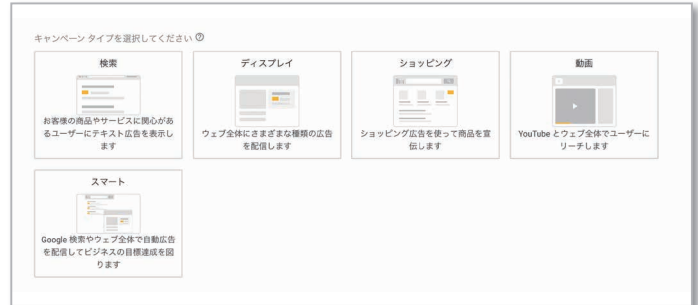 キャンペーン タイプを選択してください
検索
お客様の商品やサービスに関心があ
るユーザーにテキスト広告を表示し
ます
ディスプレイ
ウェブ全体にさまざまな種類の広告
を配信します
ショッピング
ショッピング広告を使って商品を宣
伝します
動画
YouTube とウェブ全体でユーザーに
リーチします
スマート
Google 検索やウェブ全体で自動広告
を配信してビジネスの目標達成を図
ります